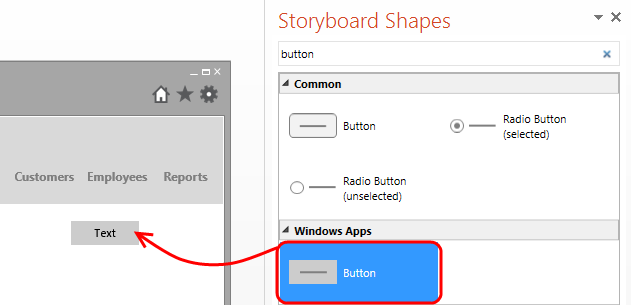 Storyboard Shapes
button
Common
Button
Radio Button
(selected)
Radio Button
(unselected)
Windows Apps
Button
Customers Employees Reports
Text